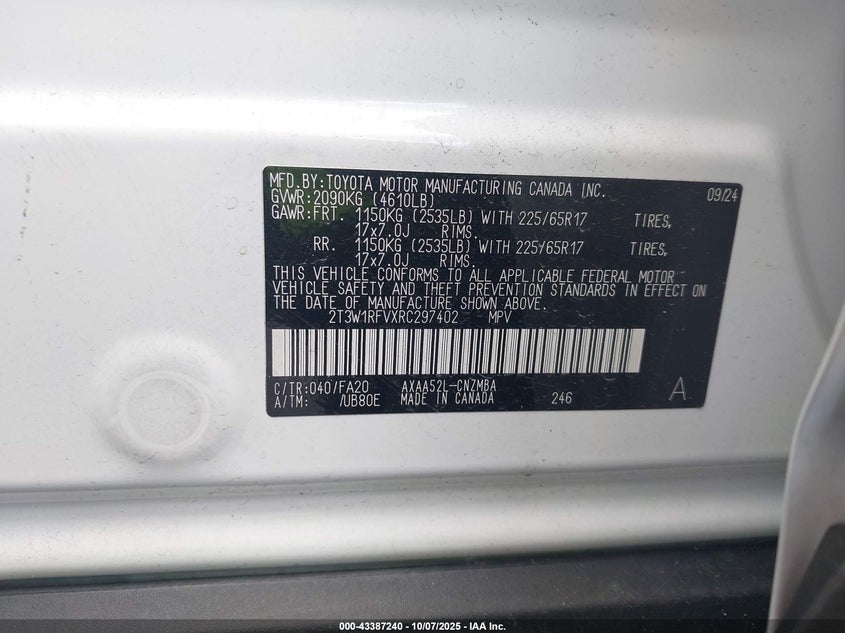 MFD.BY:TOYOTA MOTOR MANUFACTURING CANADA INC. 09/24
GVWR:2090KG (4610LB)
GAWR:FRT. 1150KG (2535LB) WITH 225/65R17 TIRES,
17x7.0J RIMS.
RR. 1150KG (2535LB) WITH 225/65R17 TIRES,
17x7.0J RIMS.
THIS VEHICLE CONFORMS TO ALL APPLICABLE FEDERAL MOTOR
VEHICLE SAFETY AND THEFT PREVENTION STANDARDS IN EFFECT ON
THE DATE OF MANUFACTURE SHOWN ABOVE.
2T3W1RFVXRC297402 MPV
C/TR:040/FA20 AXAA52L-CNZMBA
A/TM: /UB80E MADE IN CANADA 246 A
000-43387240 - 10/07/2025 - IAA Inc.